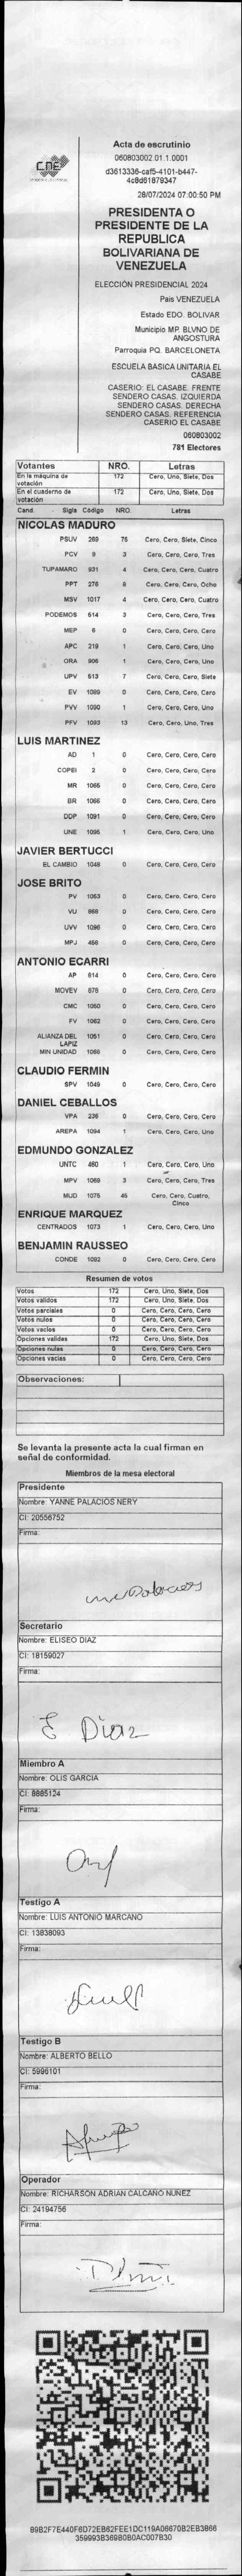 CNE
Acta de escrutinio
060803002.01.1.0001
d3613336-caf5-4101-b447-
4c8d61879347
28/07/2024 07:00:50 PM
PRESIDENTA O
PRESIDENTE DE LA
REPUBLICA
BOLIVARIANA DE
VENEZUELA
ELECCIÓN PRESIDENCIAL 2024
Pais VENEZUELA
Estado EDO. BOLIVAR
Municipio MP. BLVNO DE
ANGOSTURA
Parroquia PQ. BARCELONETA
ESCUELA BASICA UNITARIA EL
CASABE
CASERIO: EL CASABE. FRENTE
SENDERO CASAS. IZQUIERDA
SENDERO CASAS. DERECHA
SENDERO CASAS. REFERENCIA
CASERIO EL CASABE
060803002
781 Electores
Votantes NRO. Letras
En la máquina de votación 172 Cero, Uno, Siete, Dos
En el cuaderno de votación 172 Cero, Uno, Siete, Dos
Cand. - Sigla Código NRO. Letras
NICOLAS MADURO
PSUV 269 75 Cero, Cero, Siete, Cinco
PCV 9 3 Cero, Cero, Cero, Tres
TUPAMARO 931 4 Cero, Cero, Cero, Cuatro
PPT 276 8 Cero, Cero, Cero, Ocho
MSV 1017 4 Cero, Cero, Cero, Cuatro
PODEMOS 514 3 Cero, Cero, Cero, Tres
MEP 6 0 Cero, Cero, Cero, Cero
APC 219 1 Cero, Cero, Cero, Uno
ORA 906 1 Cero, Cero, Cero, Uno
UPV 513 7 Cero, Cero, Cero, Siete
EV 1089 0 Cero, Cero, Cero, Cero
PVV 1090 1 Cero, Cero, Cero, Uno
PFV 1093 13 Cero, Cero, Uno, Tres
LUIS MARTINEZ
AD 1 0 Cero, Cero, Cero, Cero
COPEI 2 0 Cero, Cero, Cero, Cero
MR 1065 0 Cero, Cero, Cero, Cero
BR 1066 0 Cero, Cero, Cero, Cero
DDP 1091 0 Cero, Cero, Cero, Cero
UNE 1095 1 Cero, Cero, Cero, Uno
JAVIER BERTUCCI
EL CAMBIO 1048 0 Cero, Cero, Cero, Cero
JOSE BRITO
PV 1053 0 Cero, Cero, Cero, Cero
VU 868 0 Cero, Cero, Cero, Cero
UVV 1096 0 Cero, Cero, Cero, Cero
MPJ 458 0 Cero, Cero, Cero, Cero
ANTONIO ECARRI
AP 614 0 Cero, Cero, Cero, Cero
MOVEV 878 0 Cero, Cero, Cero, Cero
CMC 1050 0 Cero, Cero, Cero, Cero
FV 1062 0 Cero, Cero, Cero, Cero
ALIANZA DEL LAPIZ 1051 0 Cero, Cero, Cero, Cero
MIN UNIDAD 1068 0 Cero, Cero, Cero, Cero
CLAUDIO FERMIN
SPV 1049 0 Cero, Cero, Cero, Cero
DANIEL CEBALLOS
VPA 236 0 Cero, Cero, Cero, Cero
AREPA 1094 1 Cero, Cero, Cero, Uno
EDMUNDO GONZALEZ
UNTC 460 1 Cero, Cero, Cero, Uno
MPV 1069 3 Cero, Cero, Cero, Tres
MUD 1075 45 Cero, Cero, Cuatro, Cinco
ENRIQUE MARQUEZ
CENTRADOS 1073 1 Cero, Cero, Cero, Uno
BENJAMIN RAUSSEO
CONDE 1092 0 Cero, Cero, Cero, Cero
Resumen de votos
Votos 172 Cero, Uno, Siete, Dos
Votos validos 172 Cero, Uno, Siete, Dos
Votos parciales 0 Cero, Cero, Cero, Cero
Votos nulos 0 Cero, Cero, Cero, Cero
Votos vacios 0 Cero, Cero, Cero, Cero
Opciones validas 172 Cero, Uno, Siete, Dos
Opciones nulas 0 Cero, Cero, Cero, Cero
Opciones vacias 0 Cero, Cero, Cero, Cero
Observaciones:
Se levanta la presente acta la cual firman en
señal de conformidad.
Miembros de la mesa electoral
Presidente
Nombre: YANNE PALACIOS NERY
CI: 20556752
Firma:
Secretario
Nombre: ELISEO DIAZ
CI: 18159027
Firma:
E Diaz
Miembro A
Nombre: OLIS GARCIA
CI: 8885124
Firma:
Testigo A
Nombre: LUIS ANTONIO MARCANO
CI: 13838093
Firma:
Testigo B
Nombre: ALBERTO BELLO
CI: 5996101
Firma:
Operador
Nombre: RICHARSON ADRIAN CALCANO NUNEZ
CI: 24194756
Firma:
89B2F7E440F6D72EB62FEE1DC119A06670B2EB3866
359993B369B0B0AC007B30